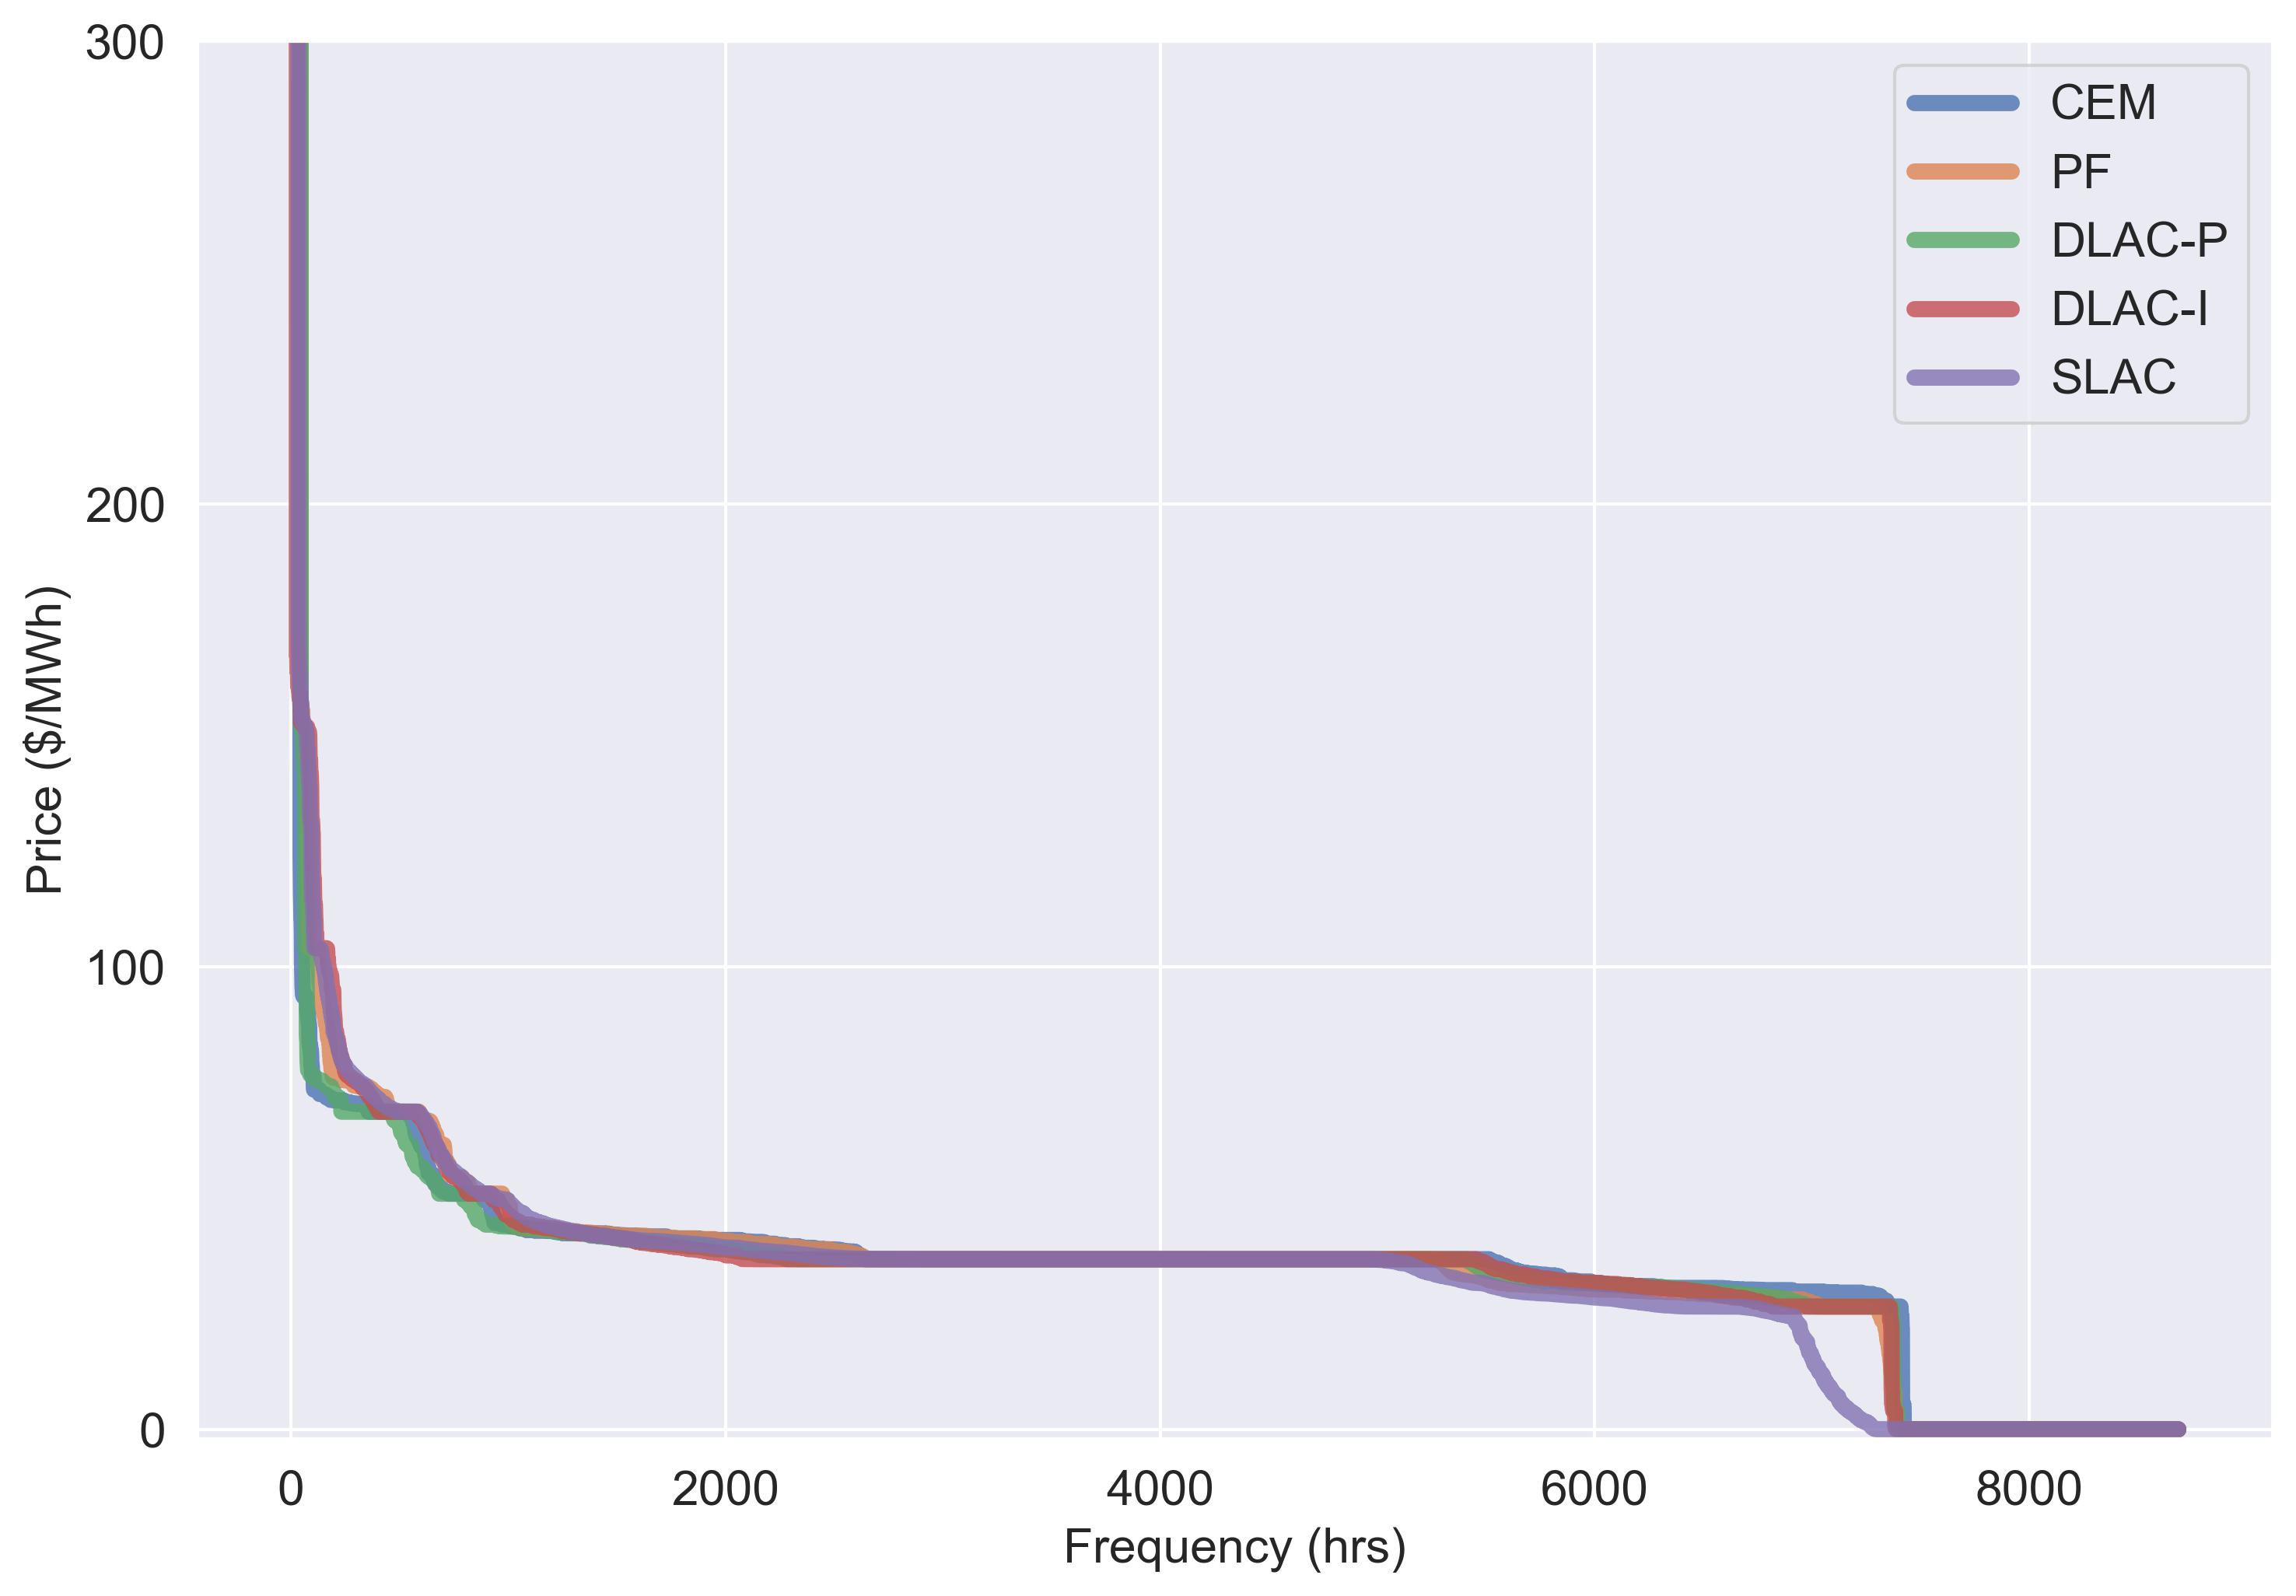 300
200
100
0
Price ($/MWh)
0
2000
4000
6000
8000
Frequency (hrs)
CEM
PF
DLAC-P
DLAC-I
SLAC